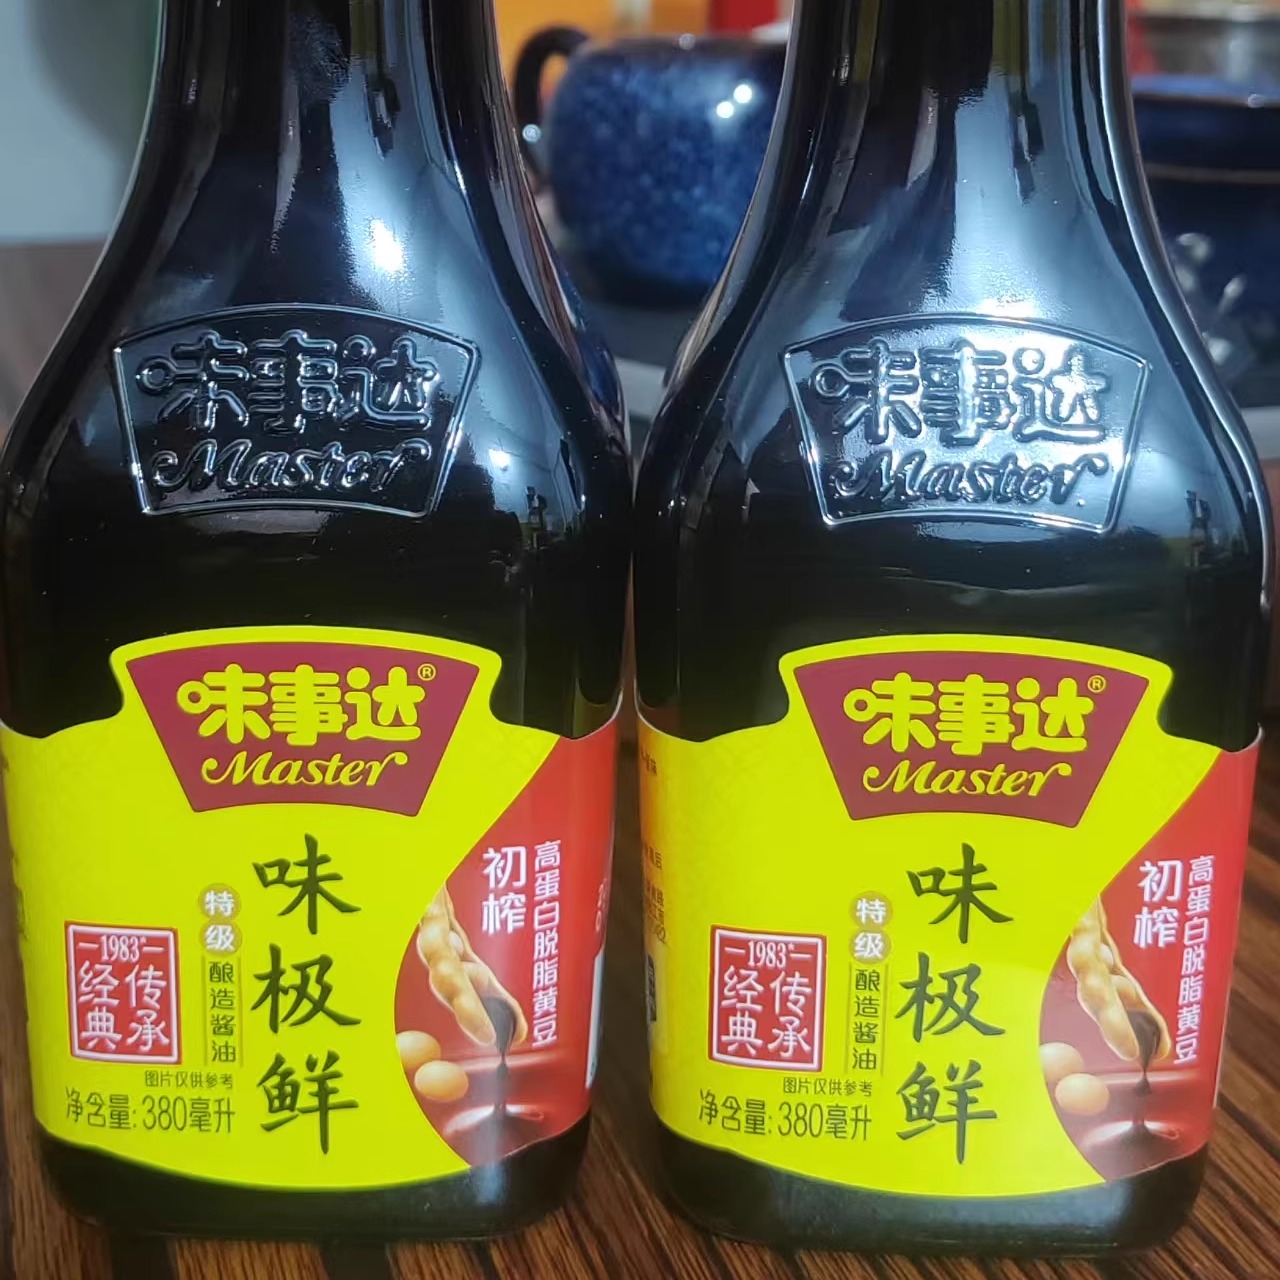 味事达
Master
味事达®
Master
味极鲜
特级
酿造酱油
1983*
经典传承
初榨
高蛋白脱脂黄豆
图片仅供参考
净含量:380毫升
味事达
Master
味事达®
Master
味极鲜
特级
酿造酱油
1983*
经典传承
初榨
高蛋白脱脂黄豆
图片仅供参考
净含量:380毫升